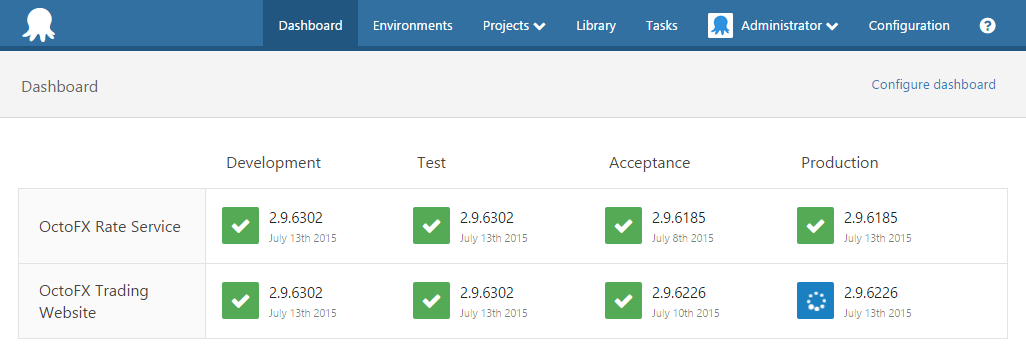 Dashboard Environments Projects Library Tasks Administrator Configuration ?
Dashboard Configure dashboard
Development Test Acceptance Production
OctoFX Rate Service 2.9.6302 2.9.6302 2.9.6185 2.9.6185
July 13th 2015 July 13th 2015 July 8th 2015 July 13th 2015
OctoFX Trading 2.9.6302 2.9.6302 2.9.6226 2.9.6226
Website July 13th 2015 July 13th 2015 July 10th 2015 July 13th 2015